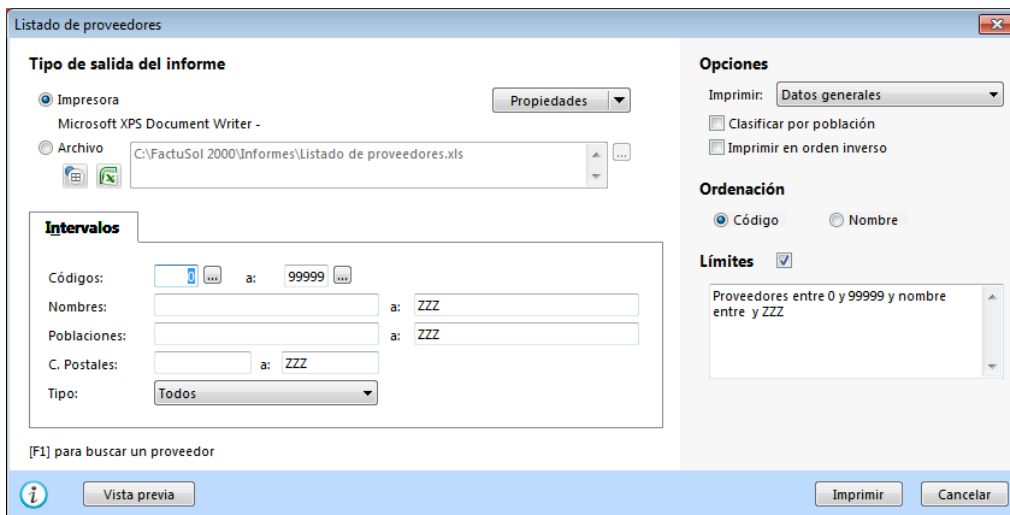 Listado de proveedores
Tipo de salida del informe
Impresora
Propiedades
Microsoft XPS Document Writer -
Archivo
C:\FactuSol 2000\Informes\Listado de proveedores.xls
...
Intervalos
Códigos: 0 ... a: 99999 ...
Nombres: a: ZZZ
Poblaciones: a: ZZZ
C. Postales: a: ZZZ
Tipo: Todos
[F1] para buscar un proveedor
Opciones
Imprimir: Datos generales
Clasificar por población
Imprimir en orden inverso
Ordenación
Código Nombre
Límites
Proveedores entre 0 y 99999 y nombre
entre  y ZZZ
i
Vista previa
Imprimir
Cancelar